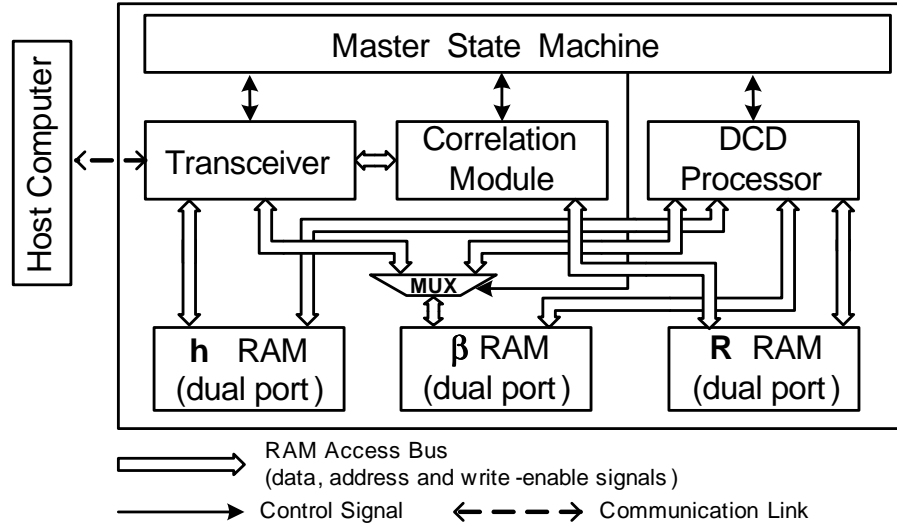 Master State Machine
Host Computer
Transceiver
Correlation
Module
DCD
Processor
MUX
h RAM
(dual port)
β RAM
(dual port)
R RAM
(dual port)
RAM Access Bus
(data, address and write -enable signals)
Control Signal
Communication Link